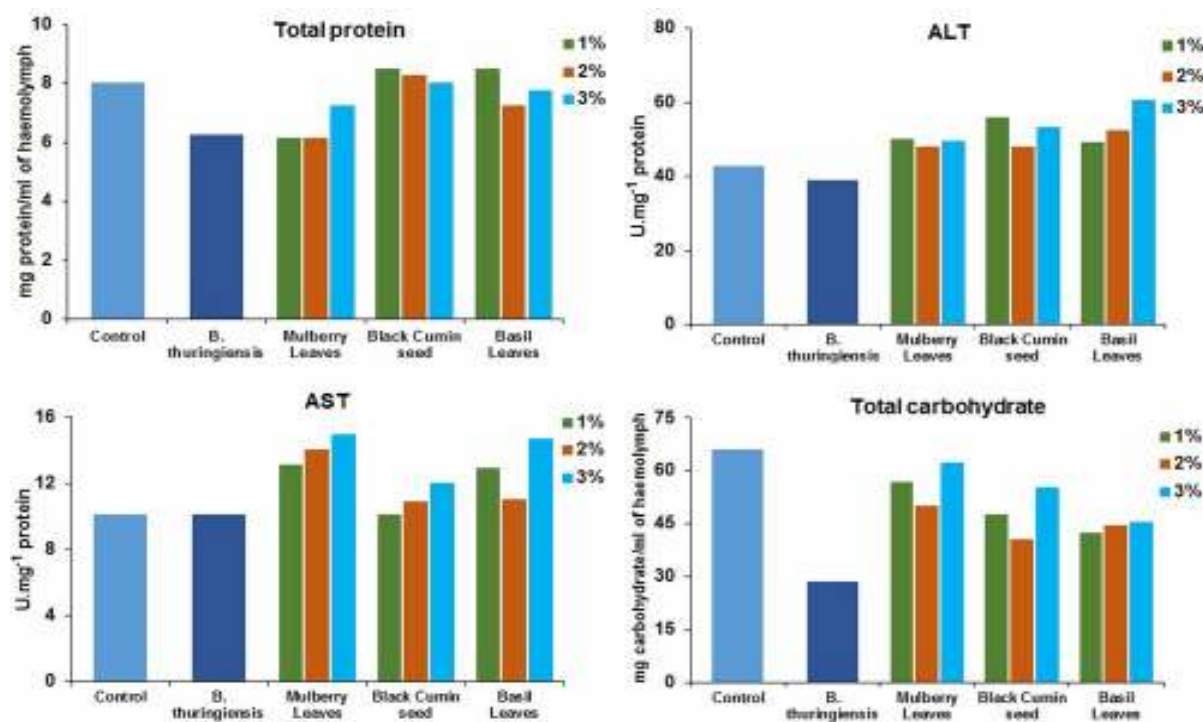 Total protein
mg protein/ml of haemolymph
10
8
6
4
2
0
1%
2%
3%
Control
B.
thuringiensis
Mulberry
Leaves
Black Cumin
seed
Basil
Leaves
ALT
U.mg-1 protein
80
60
40
20
0
1%
2%
3%
Control
B.
thuringiensis
Mulberry
Leaves
Black Cumin
seed
Basil
Leaves
AST
U.mg-1 protein
16
12
8
4
0
1%
2%
3%
Control
B.
thuringiensis
Mulberry
Leaves
Black Cumin
seed
Basil
Leaves
Total carbohydrate
mg carbohydrate/ml of haemolymph
75
60
45
30
15
0
1%
2%
3%
Control
B.
thuringiensis
Mulberry
Leaves
Black Cumin
seed
Basil
Leaves